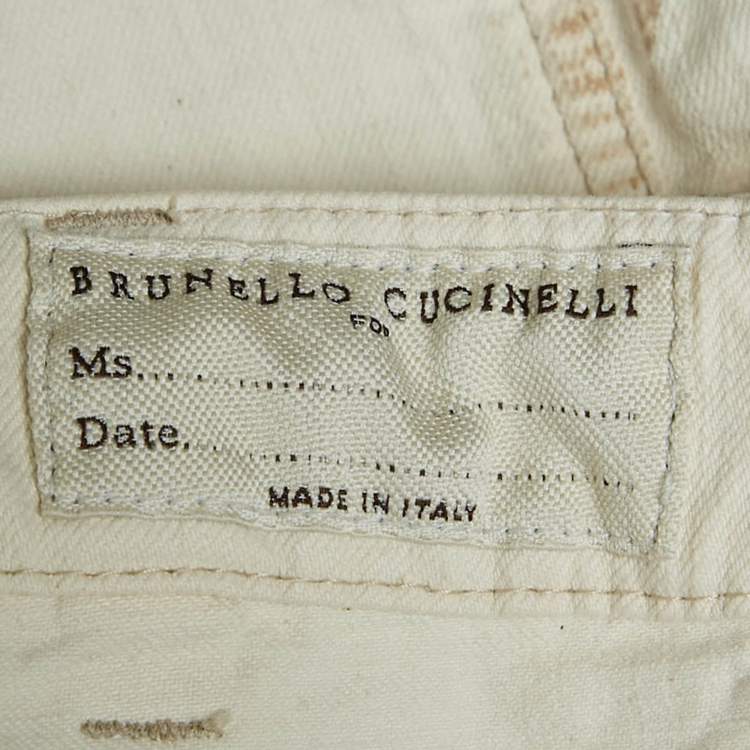 BRUNELLO CUCINELLI
FOR
Ms..................................................
Date..................................................
MADE IN ITALY